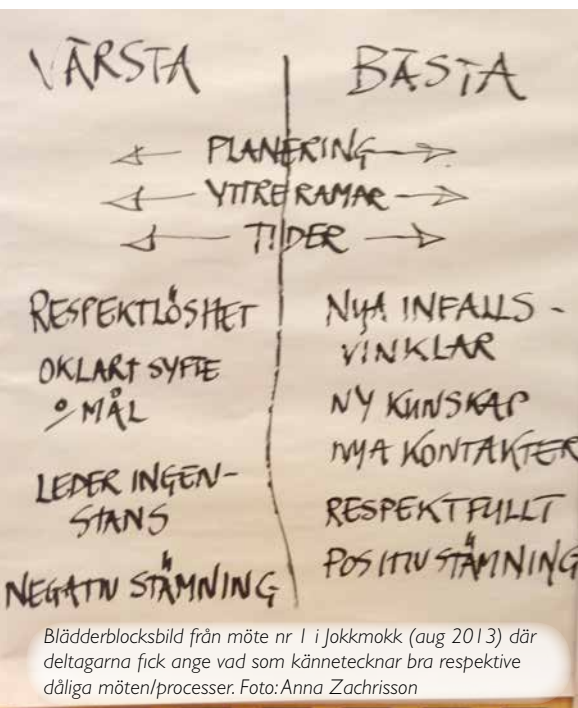 VÄRSTA
BÄSTA
PLANERING
YTTRE RAMAR
TIDER
RESPEKTLÖSHET
OKLART SYFTE
o/ MÅL
LEDER INGEN-
STANS
NEGATIV STÄMNING
NYA INFALLS-
VINKLAR
NY KUNSKAP
NYA KONTAKTER
RESPEKTFULLT
POSITIV STÄMNING
Blädderblocksbild från möte nr 1 i Jokkmokk (aug 2013) där
deltagarna fick ange vad som kännetecknar bra respektive
dåliga möten/processer. Foto: Anna Zachrisson